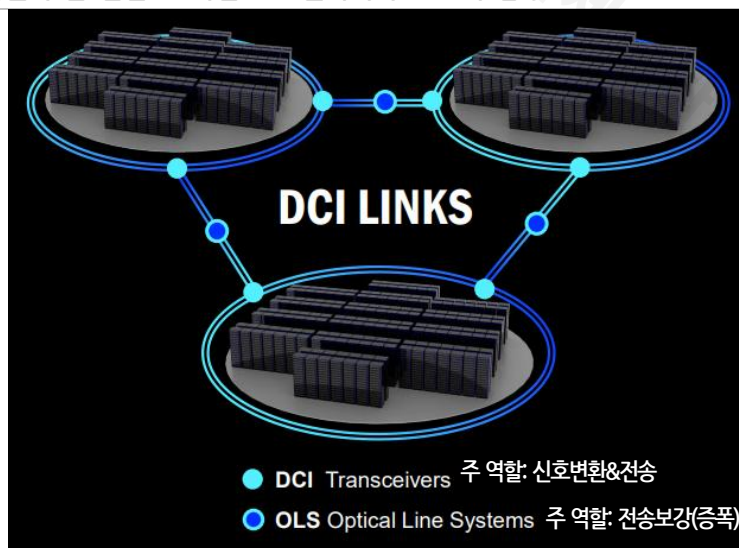 DCI LINKS
DCI Transceivers 주 역할: 신호변환&전송
OLS Optical Line Systems 주 역할: 전송보강(증폭)